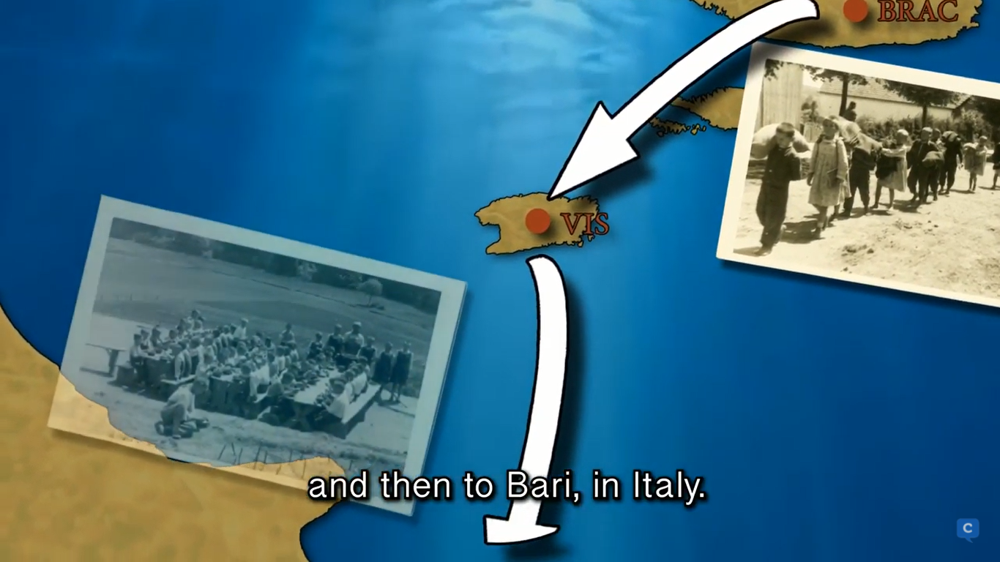 BRAC
VIS
and then to Bari, in Italy.
C